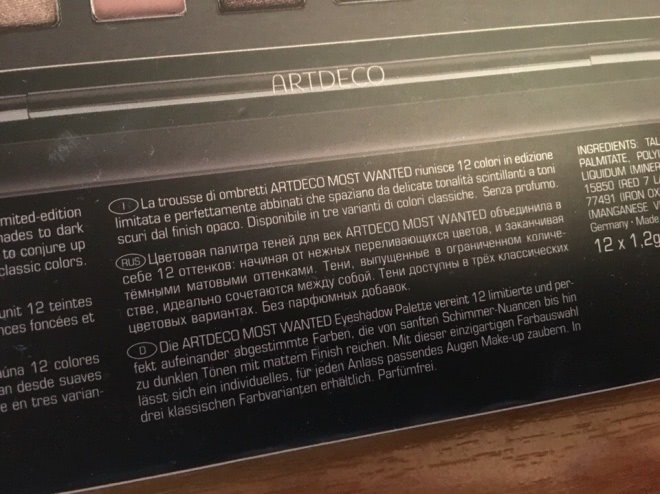 ARTDECO
mited-edition
ades to dark
to conjure up
classic colors.
unit 12 teintes
nces foncées et
úna 12 colores
an desde suaves
e en tres varian-
I La trousse di ombretti ARTDECO MOST WANTED riunisce 12 colori in edizione
limitata e perfettamente abbinati che spaziano da delicate tonalità scintillanti a toni
scuri dal finish opaco. Disponibile in tre varianti di colori classiche. Senza profumo.
RUS Цветовая палитра теней для век ARTDECO MOST WANTED объединила в
себе 12 оттенков: начиная от нежных переливающихся цветов, и заканчивая
тёмными матовыми оттенками. Тени, выпущенные в ограниченном количе-
стве, идеально сочетаются между собой. Тени доступны в трёх классических
цветовых вариантах. Без парфюмных добавок.
D Die ARTDECO MOST WANTED Eyeshadow Palette vereint 12 limitierte und per-
fekt aufeinander abgestimmte Farben, die von sanften Schimmer-Nuancen bis hin
zu dunklen Tönen mit mattem Finish reichen. Mit dieser einzigartigen Farbauswahl
lässt sich ein individuelles, für jeden Anlass passendes Augen Make-up zaubern. In
drei klassischen Farbvarianten erhältlich. Parfümfrei.
INGREDIENTS: TAL
PALMITATE, POLY
LIQUIDUM (MINER
15850 (RED 7 L
77491 (IRON OX
(MANGANESE V
Germany · Made
12 x 1,2g